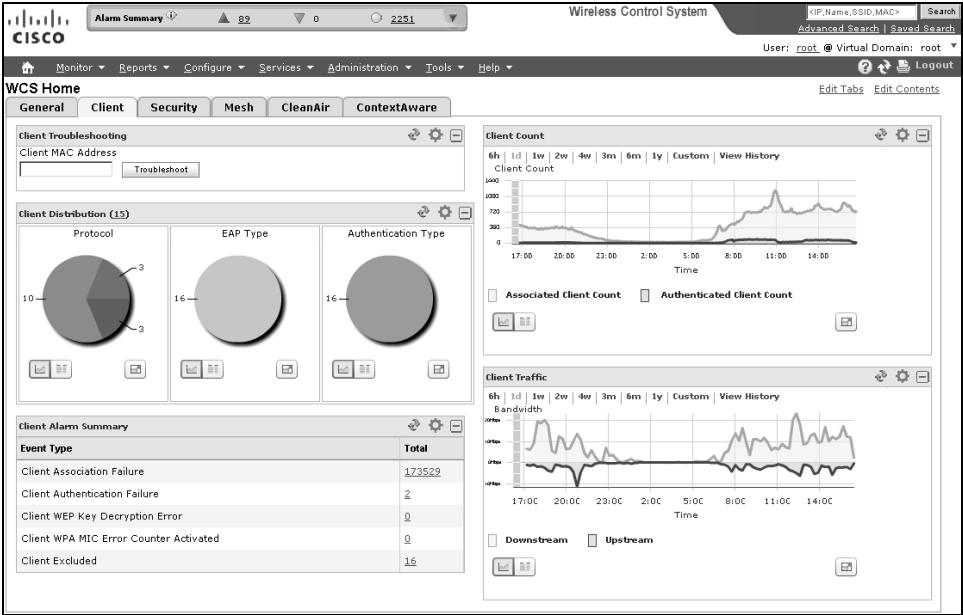 cisco
Alarm Summary 89 0 2251
Wireless Control System
<IP,Name,SSID,MAC> Search
Advanced Search | Saved Search
User: root @ Virtual Domain: root
Monitor Reports Configure Services Administration Tools Help Logout
WCS Home
Edit Tabs Edit Contents
General Client Security Mesh CleanAir ContextAware
Client Troubleshooting
Client MAC Address
Troubleshoot
Client Distribution (15)
Protocol
3
10
3
EAP Type
16
Authentication Type
16
Client Alarm Summary
Event Type Total
Client Association Failure 173529
Client Authentication Failure 2
Client WEP Key Decryption Error 0
Client WPA MIC Error Counter Activated 0
Client Excluded 16
Client Count
6h | 1d | 1w | 2w | 4w | 3m | 6m | 1y | Custom | View History
Client Count
720
360
0
17:00 20:00 23:00 2:00 5:00 8:00 11:00 14:00
Time
Associated Client Count Authenticated Client Count
Client Traffic
6h | 1d | 1w | 2w | 4w | 3m | 6m | 1y | Custom | View History
Bandwidth
17:00 20:00 23:00 2:00 5:00 8:00 11:00 14:00
Time
Downstream Upstream